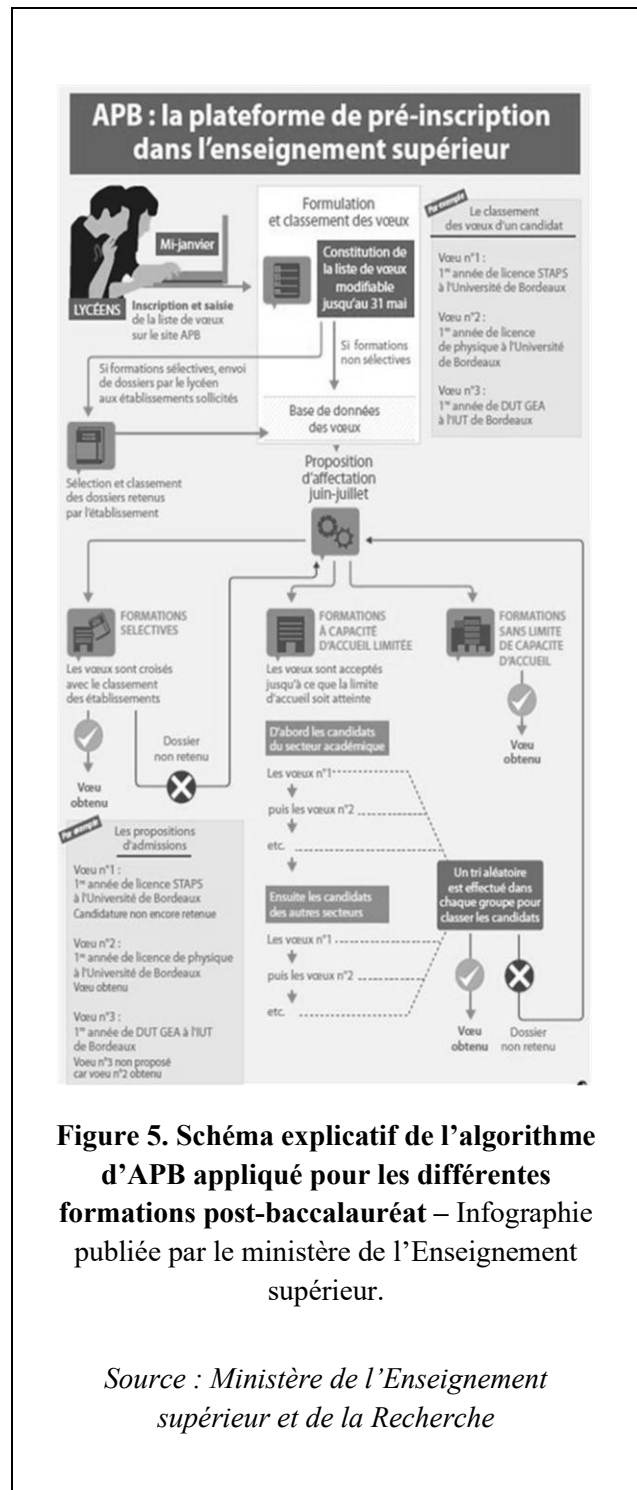 APB : la plateforme de pré-inscription
dans l'enseignement supérieur
Mi-janvier
LYCÉENS
Inscription et saisie
de la liste de vœux
sur le site APB
Formulation
et classement des vœux
Constitution de
la liste de vœux
modifiable
jusqu'au 31 mai
Par exemple
Le classement
des vœux d'un candidat
Vœu n°1 :
1re année de licence STAPS
à l'Université de Bordeaux
Vœu n°2 :
1re année de licence
de physique à l'Université
de Bordeaux
Vœu n°3 :
1re année de DUT GEA
à l'IUT de Bordeaux
Si formations sélectives, envoi
de dossiers par le lycéen
aux établissements sollicités
Si formations
non sélectives
Base de données
des vœux
Sélection et classement
des dossiers retenus
par l'établissement
Proposition
d'affectation
juin-juillet
FORMATIONS
SELECTIVES
Les vœux sont croisés
avec le classement
des établissements
Vœu
obtenu
Dossier
non retenu
FORMATIONS
À CAPACITÉ
D'ACCUEIL LIMITÉE
Les vœux sont acceptés
jusqu'à ce que la limite
d'accueil soit atteinte
D'abord les candidats
du secteur académique
Les vœux n°1
puis les vœux n°2
etc.
Ensuite les candidats
des autres secteurs
Les vœux n°1
puis les vœux n°2
etc.
FORMATIONS
SANS LIMITE
DE CAPACITE
D'ACCUEIL
Vœu
obtenu
Un tri aléatoire
est effectué dans
chaque groupe pour
classer les candidats
Vœu
obtenu
Dossier
non retenu
Par exemple
Les propositions
d'admissions
Vœu n°1 :
1re année de licence STAPS
à l'Université de Bordeaux
Candidature non encore retenue
Vœu n°2 :
1re année de licence de physique
à l'Université de Bordeaux
Vœu obtenu
Vœu n°3 :
1re année de DUT GEA à l'IUT
de Bordeaux
Voeu n°3 non proposé
car voeu n°2 obtenu
Figure 5. Schéma explicatif de l'algorithme
d'APB appliqué pour les différentes
formations post-baccalauréat – Infographie
publiée par le ministère de l'Enseignement
supérieur.
Source : Ministère de l'Enseignement
supérieur et de la Recherche